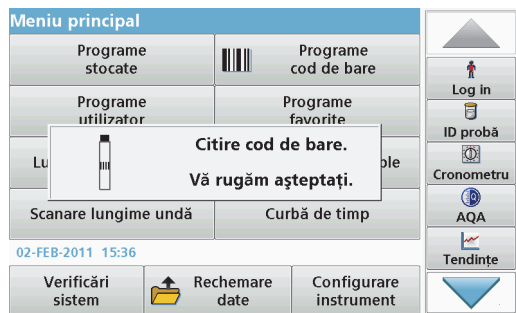 Meniu principal
Programe
stocate
Programe
cod de bare
Programe
utilizator
Programe
favorite
Citire cod de bare.
Vă rugăm aşteptaţi.
Scanare lungime undă
Curbă de timp
02-FEB-2011 15:36
Verificări
sistem
Rechemare
date
Configurare
instrument
Log in
ID probă
Cronometru
AQA
Tendinţe